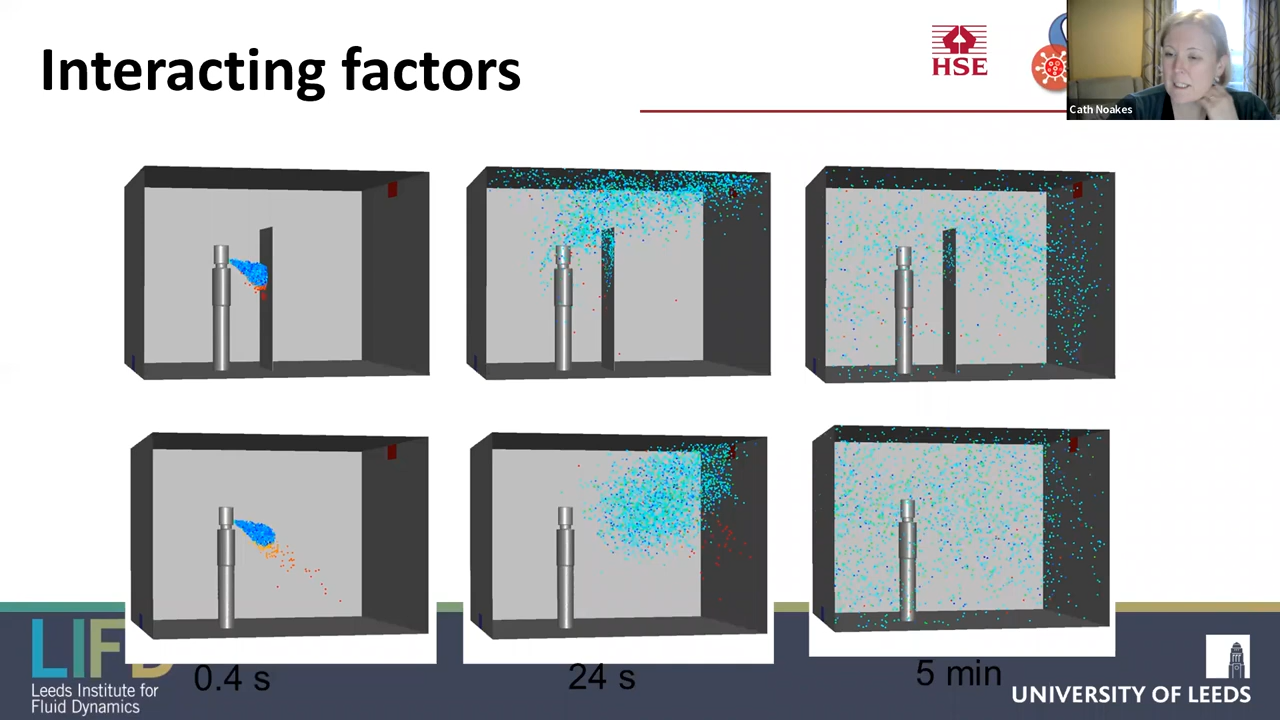 Interacting factors
HSE
Cath Noakes
0.4 s
24 s
5 min
LIFD
Leeds Institute for
Fluid Dynamics
UNIVERSITY OF LEEDS